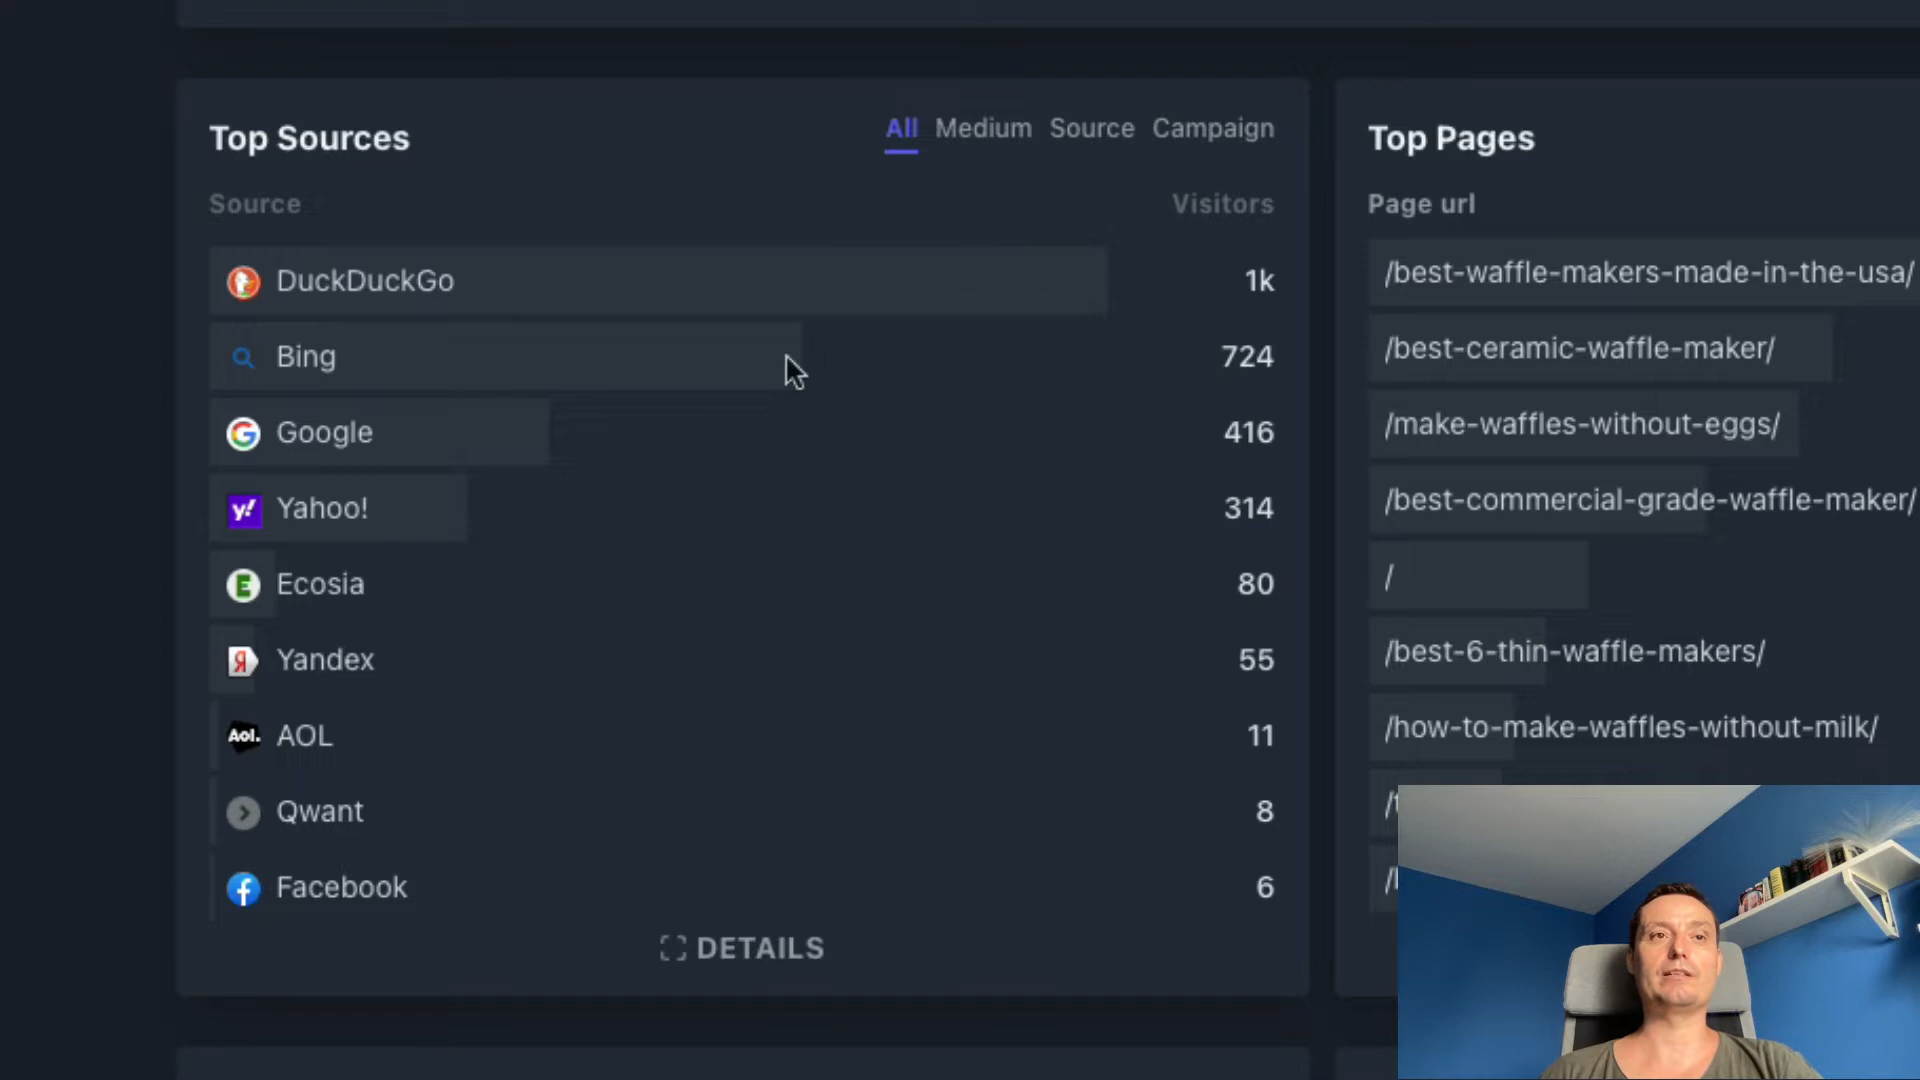 Top Sources
All Medium Source Campaign
Source Visitors
DuckDuckGo 1k
Bing 724
Google 416
Yahoo! 314
Ecosia 80
Yandex 55
Aol. AOL 11
Qwant 8
Facebook 6
DETAILS
Top Pages
Page url
/best-waffle-makers-made-in-the-usa/
/best-ceramic-waffle-maker/
/make-waffles-without-eggs/
/best-commercial-grade-waffle-maker/
/
/best-6-thin-waffle-makers/
/how-to-make-waffles-without-milk/